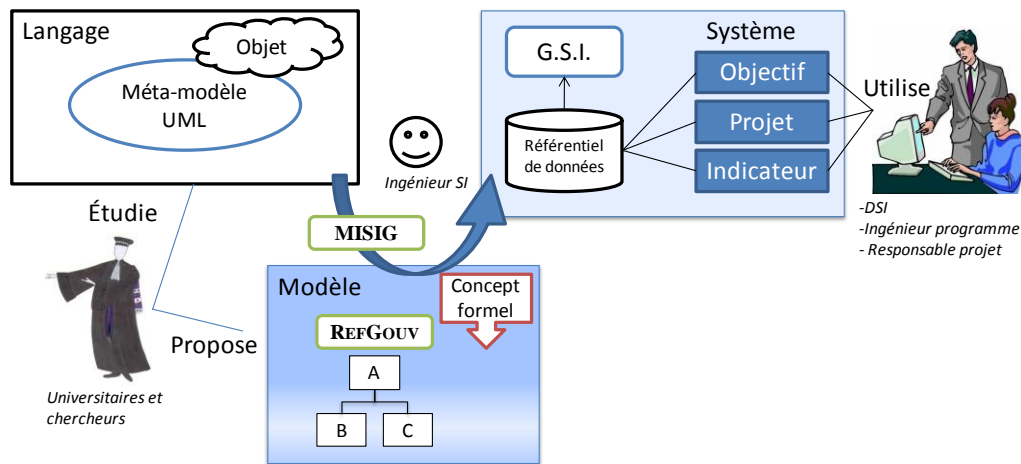 Langage
Objet
Méta-modèle
UML
Système
G.S.I.
Référentiel
de données
Objectif
Projet
Indicateur
Utilise
-DSI
-Ingénieur programme
- Responsable projet
Ingénieur SI
MISIG
Étudie
Propose
Universitaires et
chercheurs
Modèle
Concept
formel
REFGOUV
A
B
C